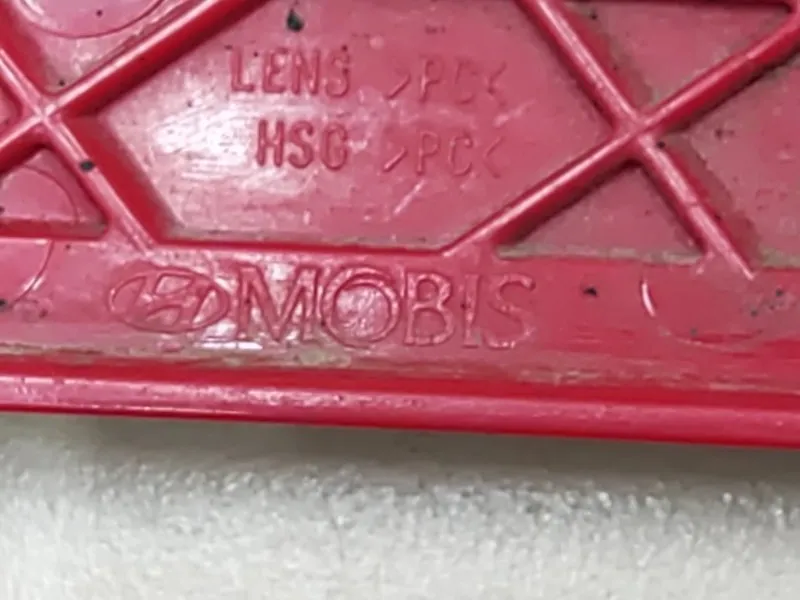 LENS >PC<
HSG >PC<
MOBIS